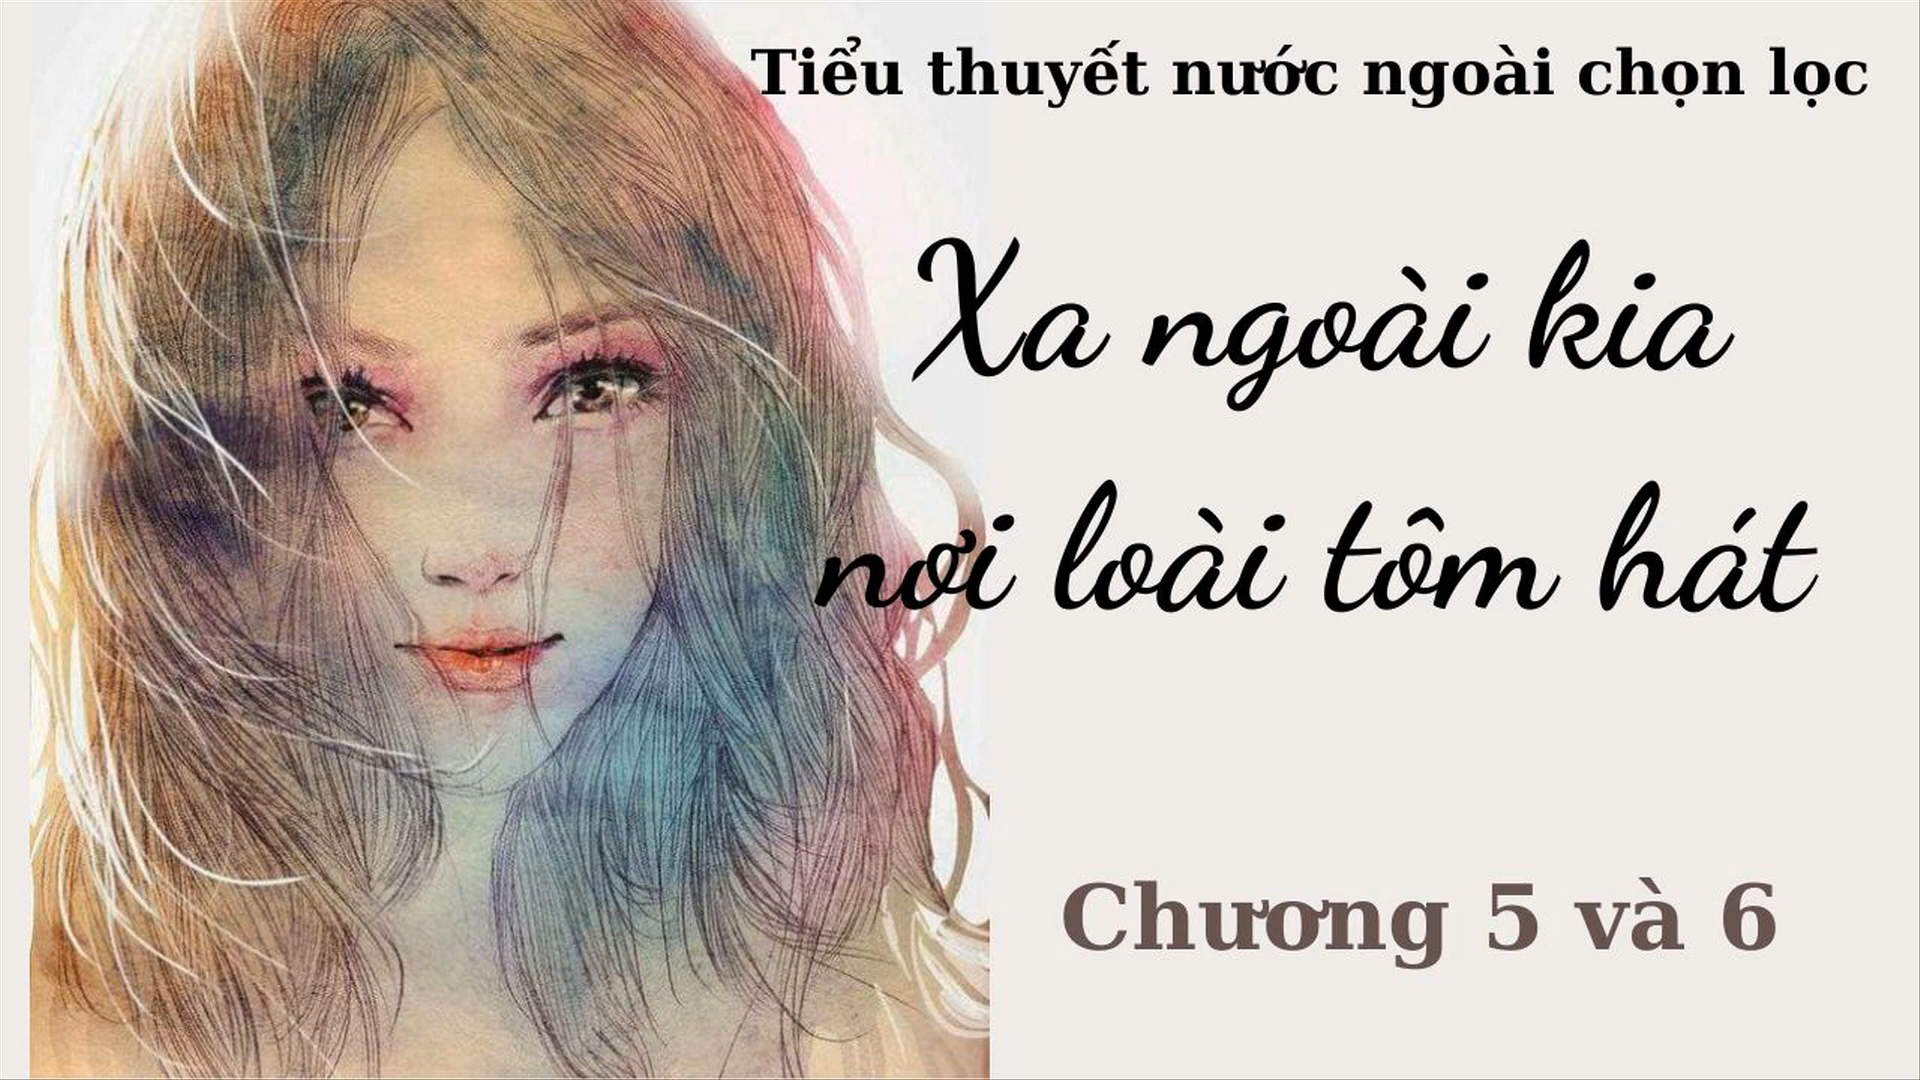 Tiểu thuyết nước ngoài chọn lọc
Xa ngoài kia
nơi loài tôm hát
Chương 5 và 6